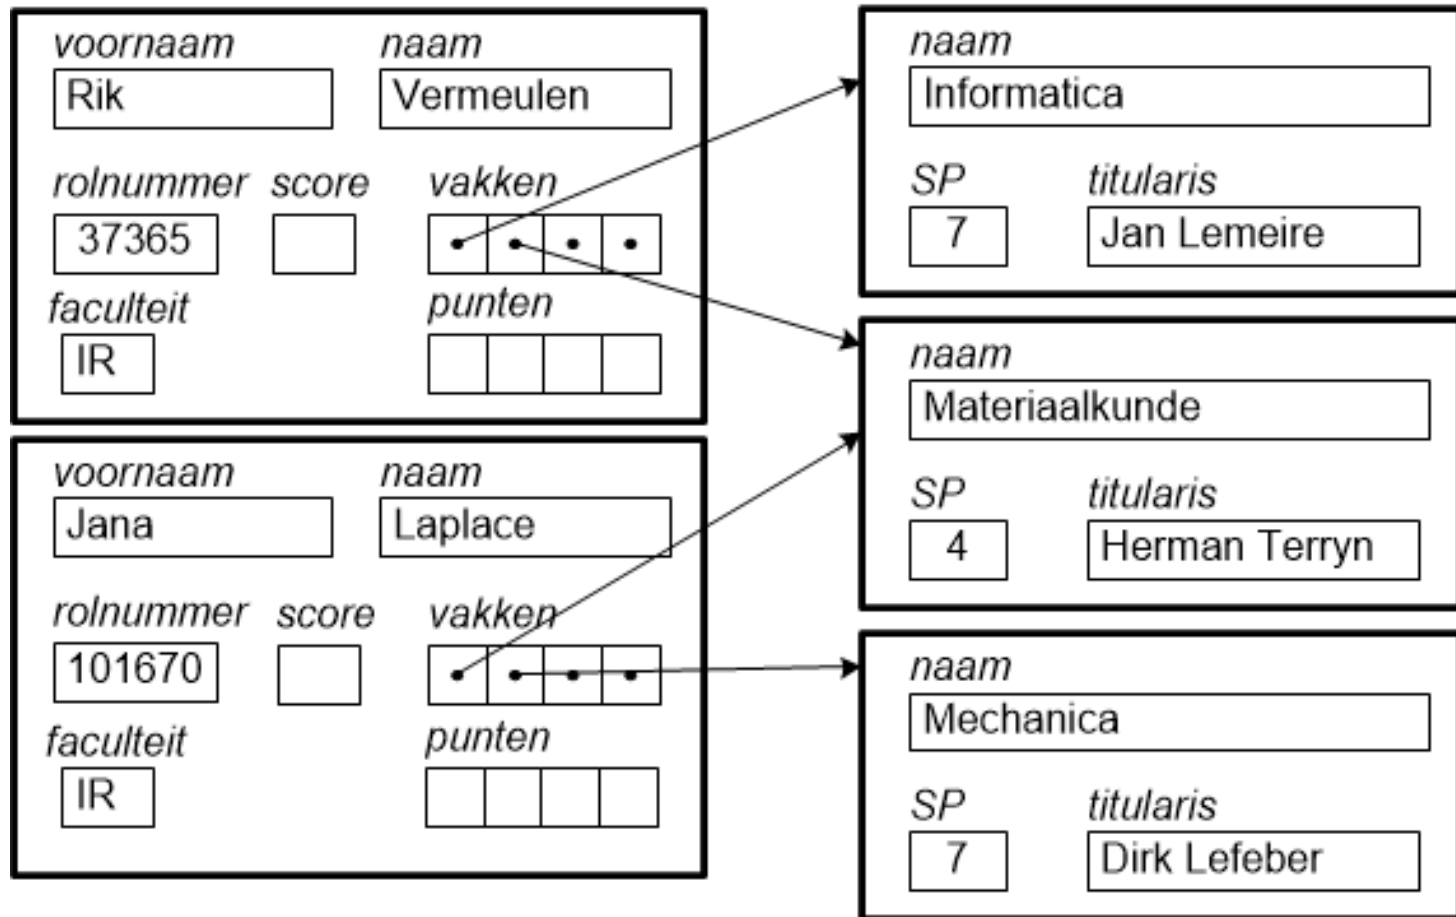 voornaam naam
Rik Vermeulen
rolnummer score vakken
37365
faculteit punten
IR
voornaam naam
Jana Laplace
rolnummer score vakken
101670
faculteit punten
IR
naam
Informatica
SP titularis
7 Jan Lemeire
naam
Materiaalkunde
SP titularis
4 Herman Terryn
naam
Mechanica
SP titularis
7 Dirk Lefeber